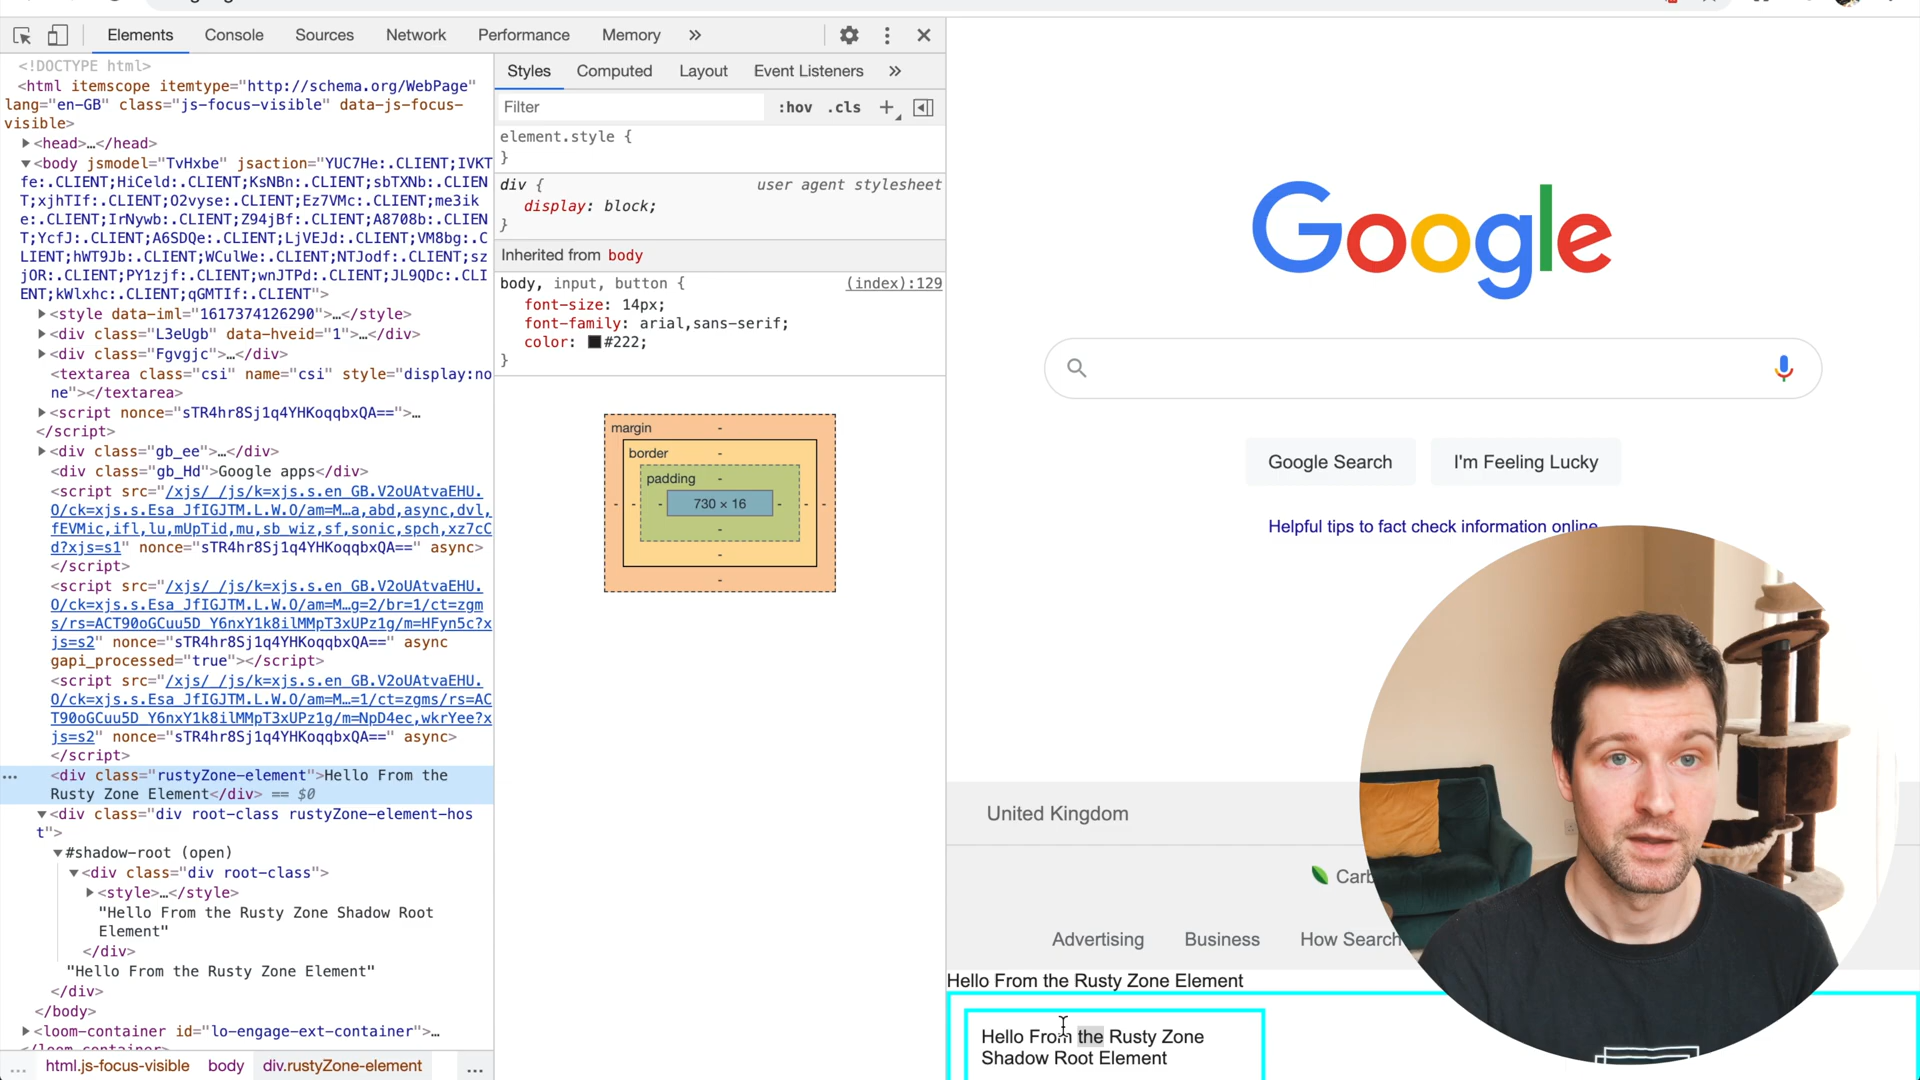 Elements Console Sources Network Performance Memory »
<!DOCTYPE html>
<html itemscope itemtype="http://schema.org/WebPage"
lang="en-GB" class="js-focus-visible" data-js-focus-
visible>
<head>…</head>
<body jsmodel="TvHxbe" jsaction="YUC7He:.CLIENT;IVKT
fe:.CLIENT;HiCeld:.CLIENT;KsNBn:.CLIENT;sbTXNb:.CLIEN
T;xjhTIf:.CLIENT;O2vyse:.CLIENT;Ez7VMc:.CLIENT;me3ik
e:.CLIENT;IrNywb:.CLIENT;Z94jBf:.CLIENT;A8708b:.CLIEN
T;YcfJ:.CLIENT;A6SDQe:.CLIENT;LjVEJd:.CLIENT;VM8bg:.C
LIENT;hWT9Jb:.CLIENT;WCulWe:.CLIENT;NTJodf:.CLIENT;sz
jOR:.CLIENT;PY1zjf:.CLIENT;wnJTPd:.CLIENT;JL9QDc:.CLI
ENT;kWlxhc:.CLIENT;qGMTIf:.CLIENT">
<style data-iml="1617374126290">…</style>
<div class="L3eUgb" data-hveid="1">…</div>
<div class="Fgvgjc">…</div>
<textarea class="csi" name="csi" style="display:no
ne"></textarea>
<script nonce="sTR4hr8Sj1q4YHKoqqbxQA==">…
</script>
<div class="gb_ee">…</div>
<div class="gb_Hd">Google apps</div>
<script src="/xjs/_/js/k=xjs.s.en_GB.V2oUAtvaEHU.
O/ck=xjs.s.Esa_JfIGJTM.L.W.O/am=M…a,abd,async,dvl,
fEVMic,ifl,lu,mUpTid,mu,sb_wiz,sf,sonic,spch,xz7cC
d?xjs=s1" nonce="sTR4hr8Sj1q4YHKoqqbxQA==" async>
</script>
<script src="/xjs/_/js/k=xjs.s.en_GB.V2oUAtvaEHU.
O/ck=xjs.s.Esa_JfIGJTM.L.W.O/am=M…g=2/br=1/ct=zgm
s/rs=ACT90oGCuu5D_Y6nxY1k8ilMMpT3xUPz1g/m=HFyn5c?x
js=s2" nonce="sTR4hr8Sj1q4YHKoqqbxQA==" async
gapi_processed="true"></script>
<script src="/xjs/_/js/k=xjs.s.en_GB.V2oUAtvaEHU.
O/ck=xjs.s.Esa_JfIGJTM.L.W.O/am=M…=1/ct=zgms/rs=AC
T90oGCuu5D_Y6nxY1k8ilMMpT3xUPz1g/m=NpD4ec,wkrYee?x
js=s2" nonce="sTR4hr8Sj1q4YHKoqqbxQA==" async>
</script>
… <div class="rustyZone-element">Hello From the
Rusty Zone Element</div> == $0
<div class="div root-class rustyZone-element-hos
t">
#shadow-root (open)
<div class="div root-class">
<style>…</style>
"Hello From the Rusty Zone Shadow Root
Element"
</div>
"Hello From the Rusty Zone Element"
</div>
</body>
<loom-container id="lo-engage-ext-container">…
</loom-container>
… html.js-focus-visible body div.rustyZone-element …
Styles Computed Layout Event Listeners »
Filter :hov .cls +
element.style {
}
div { user agent stylesheet
display: block;
}
Inherited from body
body, input, button { (index):129
font-size: 14px;
font-family: arial,sans-serif;
color: #222;
}
margin -
border -
padding -
- - - 730 × 16 - - -
-
-
-
Google
Google Search I'm Feeling Lucky
Helpful tips to fact check information online
United Kingdom
Carb
Advertising Business How Search
Hello From the Rusty Zone Element
Hello From the Rusty Zone
Shadow Root Element